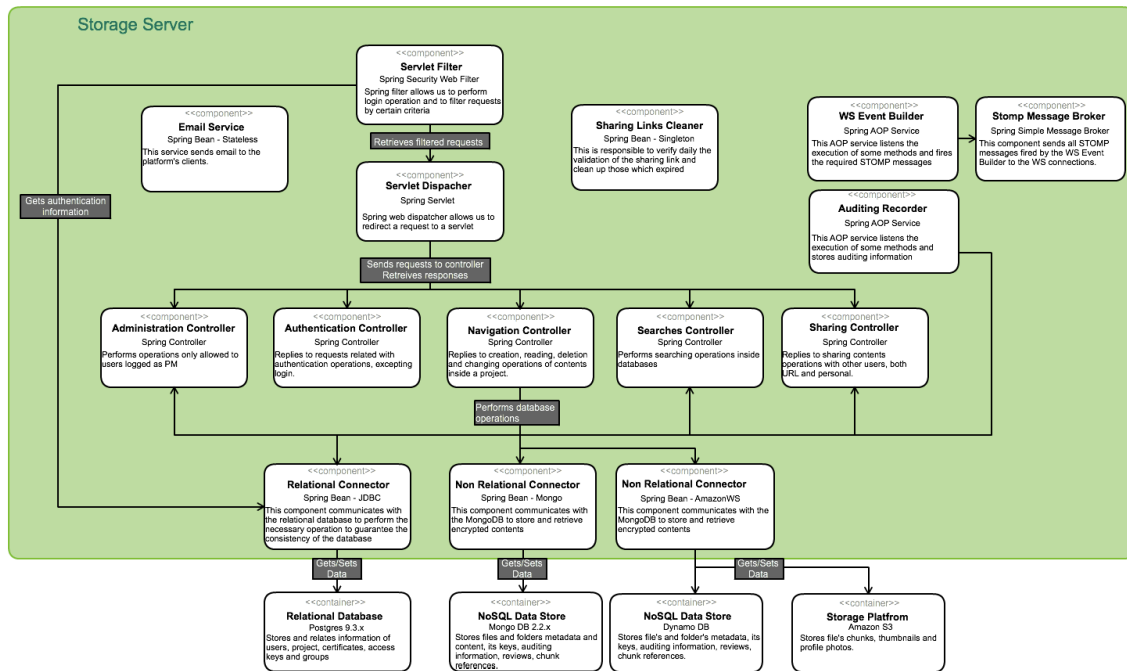 Storage Server
<<component>>
Servlet Filter
Spring Security Web Filter
Spring filter allows us to perform
login operation and to filter requests
by certain criteria
<<component>>
Email Service
Spring Bean - Stateless
This service sends email to the
platform's clients.
<<component>>
Sharing Links Cleaner
Spring Bean - Singleton
This is responsible to verify daily the
validation of the sharing link and
clean up those which expired
<<component>>
WS Event Builder
Spring AOP Service
This AOP service listens the
execution of some methods and fires
the required STOMP messages
<<component>>
Stomp Message Broker
Spring Simple Message Broker
This component sends all STOMP
messages fired by the WS Event
Builder to the WS connections.
Retrieves filtered requests
<<component>>
Servlet Dispacher
Spring Servlet
Spring web dispatcher allows us to
redirect a request to a servlet
Gets authentication
information
<<component>>
Auditing Recorder
Spring AOP Service
This AOP service listens the
execution of some methods and
stores auditing information
Sends requests to controller
Retreives responses
<<component>>
Administration Controller
Spring Controller
Performs operations only allowed to
users logged as PM
<<component>>
Authentication Controller
Spring Controller
Replies to requests related with
authentication operations, excepting
login.
<<component>>
Navigation Controller
Spring Controller
Replies to creation, reading, deletion
and changing operations of contents
inside a project.
<<component>>
Searches Controller
Spring Controller
Performs searching operations inside
databases
<<component>>
Sharing Controller
Spring Controller
Replies to sharing contents
operations with other users, both
URL and personal.
Performs database
operations
<<component>>
Relational Connector
Spring Bean - JDBC
This component communicates with
the relational database to perform the
necessary operation to guarantee the
consistency of the database
<<component>>
Non Relational Connector
Spring Bean - Mongo
This component communicates with
the MongoDB to store and retrieve
encrypted contents
<<component>>
Non Relational Connector
Spring Bean - AmazonWS
This component communicates with the
MongoDB to store and retrieve
encrypted contents
Gets/Sets
Data
Gets/Sets
Data
Gets/Sets
Data
<<container>>
Relational Database
Postgres 9.3.x
Stores and relates information of
users, project, certificates, access
keys and groups
<<container>>
NoSQL Data Store
Mongo DB 2.2.x
Stores files and folders metadata and
content, its keys, auditing
information, reviews, chunk
references.
<<container>>
NoSQL Data Store
Dynamo DB
Stores file's and folder's metadata, its
keys, auditing information, reviews,
chunk references.
<<container>>
Storage Platfrom
Amazon S3
Stores file's chunks, thumbnails and
profile photos.